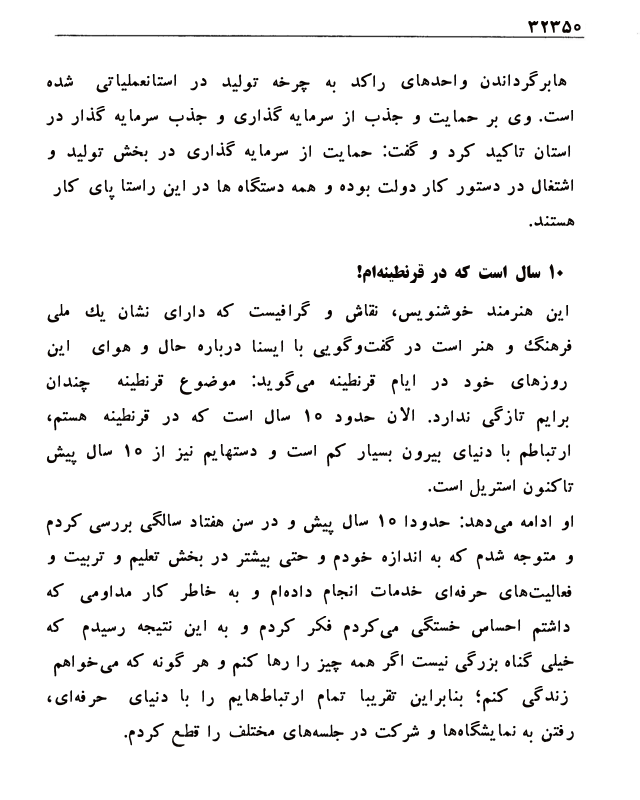 ۳۲۳۵۰
هابرگرداندن واحدهای راکد به چرخه تولید در استانعملیاتی شده
است. وی بر حمایت و جذب از سرمایه گذاری و جذب سرمایه گذار در
استان تاکید کرد و گفت: حمایت از سرمایه گذاری در بخش تولید و
اشتغال در دستور کار دولت بوده و همه دستگاه ها در این راستا پای کار
هستند.
۱۰ سال است که در قرنطینه‌ام!
این هنرمند خوشنویس، نقاش و گرافیست که دارای نشان یك ملی
فرهنگ و هنر است در گفت‌وگویی با ایسنا درباره حال و هوای این
روزهای خود در ایام قرنطینه می‌گوید: موضوع قرنطینه چندان
برایم تازگی ندارد. الان حدود ۱۰ سال است که در قرنطینه هستم،
ارتباطم با دنیای بیرون بسیار کم است و دستهایم نیز از ۱۰ سال پیش
تاکنون استریل است.
او ادامه می‌دهد: حدودا ۱۰ سال پیش و در سن هفتاد سالگی بررسی کردم
و متوجه شدم که به اندازه خودم و حتی بیشتر در بخش تعلیم و تربیت و
فعالیت‌های حرفه‌ای خدمات انجام داده‌ام و به خاطر کار مداومی که
داشتم احساس خستگی می‌کردم فکر کردم و به این نتیجه رسیدم که
خیلی گناه بزرگی نیست اگر همه چیز را رها کنم و هر گونه که می‌خواهم
زندگی کنم؛ بنابراین تقریبا تمام ارتباط‌هایم را با دنیای حرفه‌ای،
رفتن به نمایشگاه‌ها و شرکت در جلسه‌های مختلف را قطع کردم.